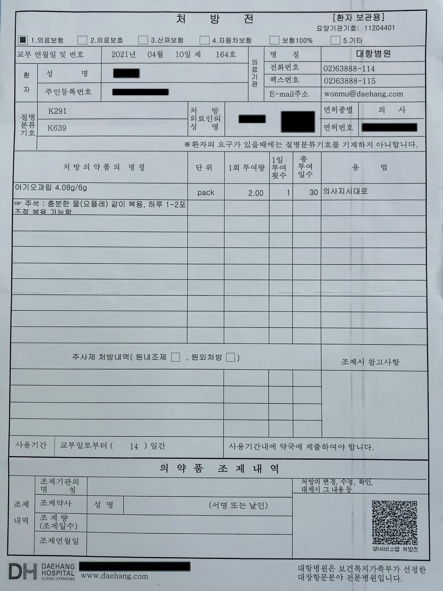 처 방 전
[환자 보관용]
요양기관기호: 11204401
1.의료보험 2.의료보호 3.산재보험 4.자동차보험 보훈100% 5.기타
교부 연월일 및 번호 2021년 04월 10일 제 164호
환자
성 명
주민등록번호
의료기관
명 칭 대항병원
전화번호 02)63888-114
팩스번호 02)63888-115
E-mail주소 wonmu@daehang.com
질병분류기호
K291
K639
처 방
의료인의
성 명
면허종별 의 사
면허번호
※환자의 요구가 있을때에는 질병분류기호를 기재하지 아니합니다.
처 방 의 약 품 의 명 칭 단 위 1회 투여량 1일 투여 횟수 총 투여 일수 용 법
아기오과립 4.08g/6g pack 2.00 1 30 의사지시대로
☞ 주석 : 충분한 물(요플레) 같이 복용, 하루 1-2포
조절 복용 가능함
주사제 처방내역( 원내조제 , 원외처방 )
조제시 참고사항
사용기간 교부일로부터 ( 14 ) 일간 사용기간내에 약국에 제출하여야 합니다.
의 약 품 조 제 내 역
조제
내역
조제기관의
명 칭
조제약사 성 명 (서명 또는 날인)
조 제 량
(조제일수)
조제연월일
처방의 변경, 수정, 확인,
대체시 그 내용 등
DH DAEHANG
HOSPITAL
www.daehang.com
대항병원은 보건복지가족부가 선정한
대장항문분야 전문병원입니다.